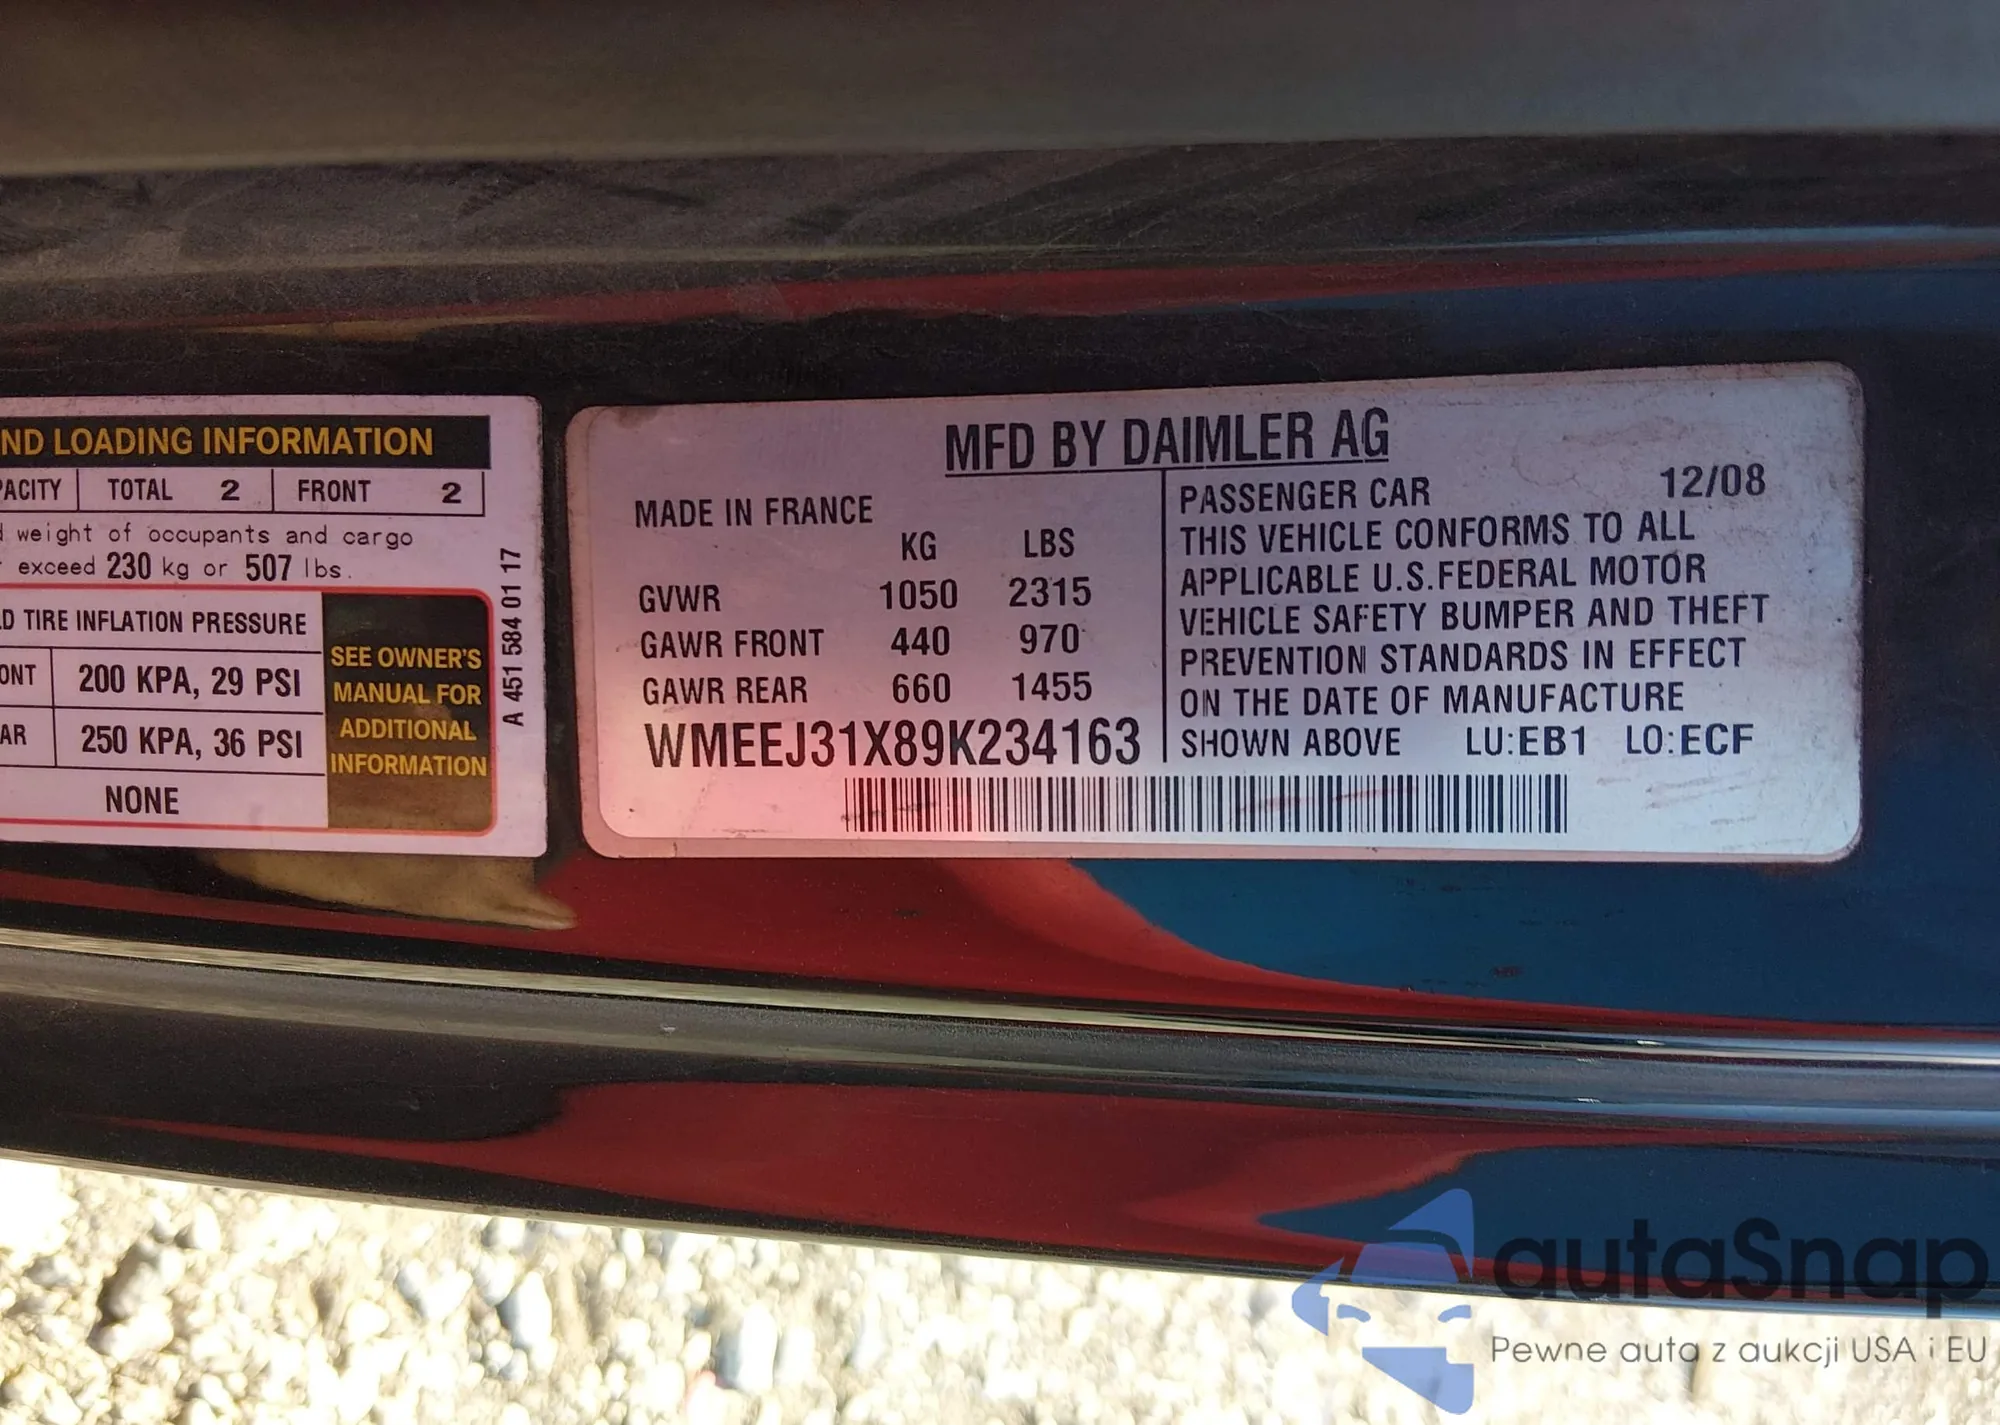 ND LOADING INFORMATION
PACITY TOTAL 2 FRONT 2
weight of occupants and cargo
exceed 230 kg or 507 lbs.
D TIRE INFLATION PRESSURE
ONT 200 KPA, 29 PSI
AR 250 KPA, 36 PSI
NONE
SEE OWNER'S
MANUAL FOR
ADDITIONAL
INFORMATION
A 451 584 01 17
MFD BY DAIMLER AG
MADE IN FRANCE
KG LBS
GVWR 1050 2315
GAWR FRONT 440 970
GAWR REAR 660 1455
WMEEJ31X89K234163
PASSENGER CAR 12/08
THIS VEHICLE CONFORMS TO ALL
APPLICABLE U.S.FEDERAL MOTOR
VEHICLE SAFETY BUMPER AND THEFT
PREVENTION STANDARDS IN EFFECT
ON THE DATE OF MANUFACTURE
SHOWN ABOVE LU:EB1 LO:ECF
autaSnap
Pewne auta z aukcji USA i EU